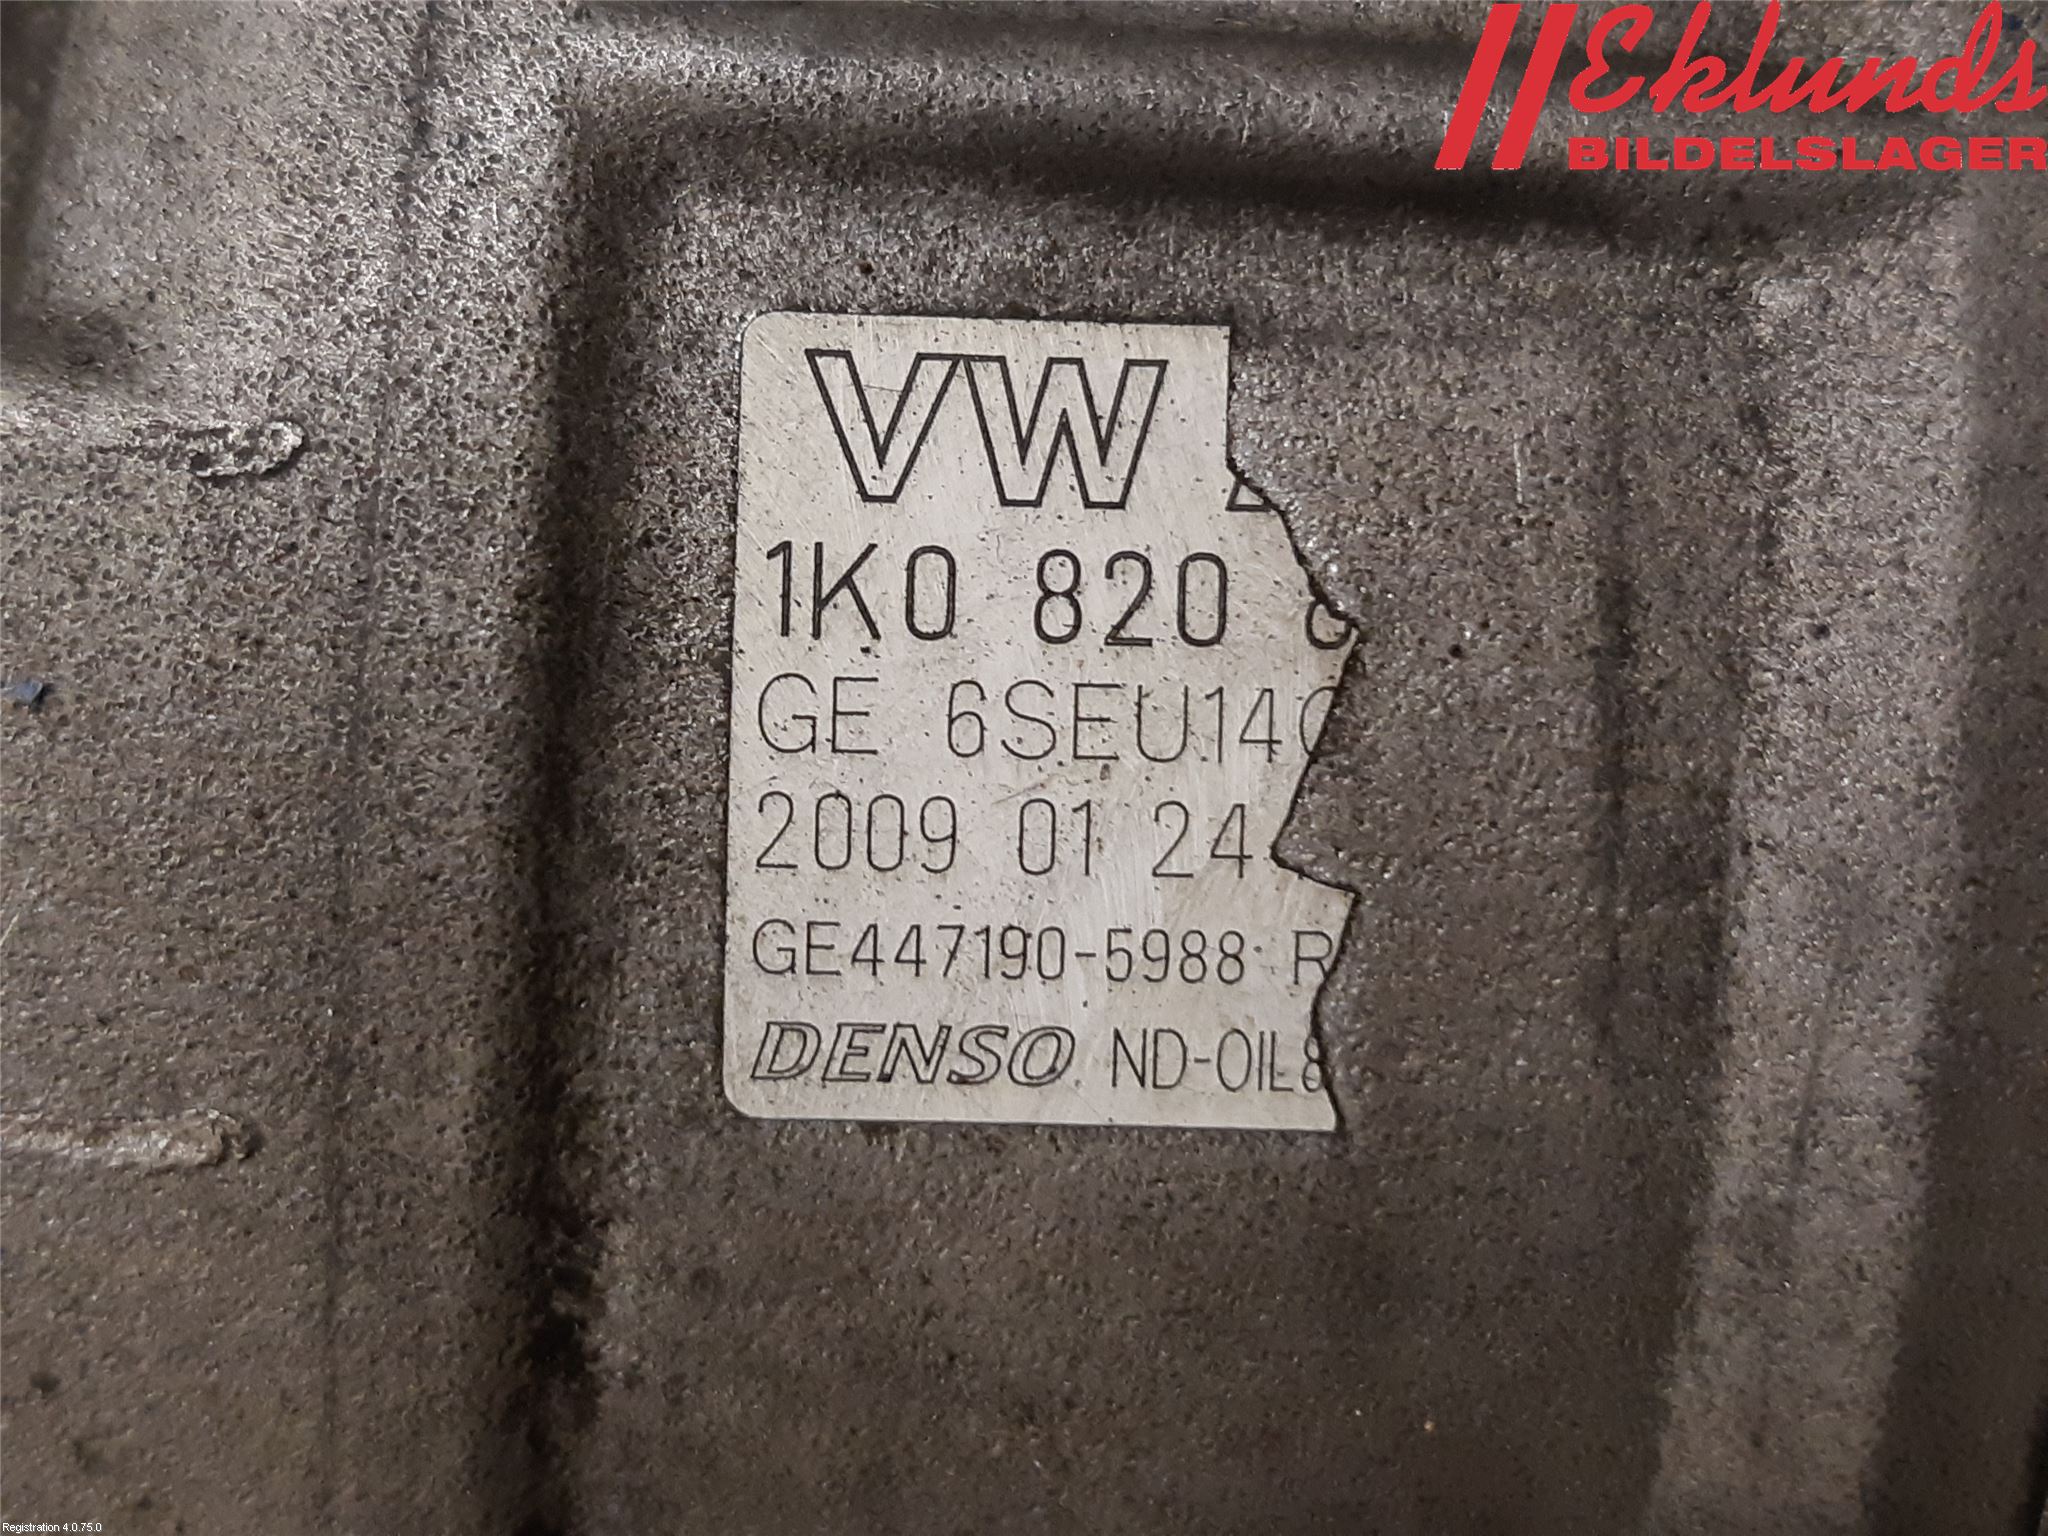 Eklunds
BILDELSLAGER
VW
1K0 820
GE 6SEU14
2009 01 24
GE447190-5988 R
DENSO ND-OIL8
Registration 4.0.75.0